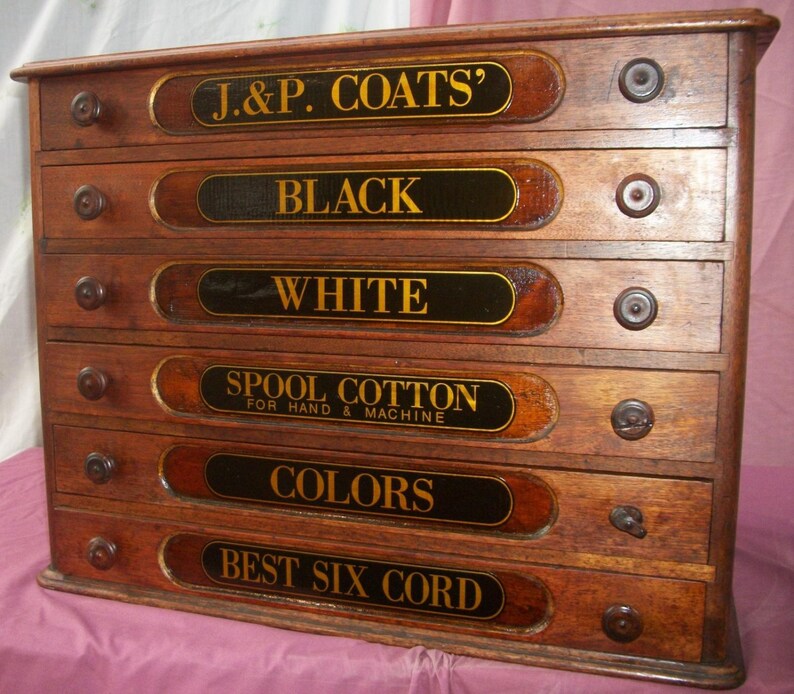 J.&P. COATS'
BLACK
WHITE
SPOOL COTTON
FOR HAND & MACHINE
COLORS
BEST SIX CORD